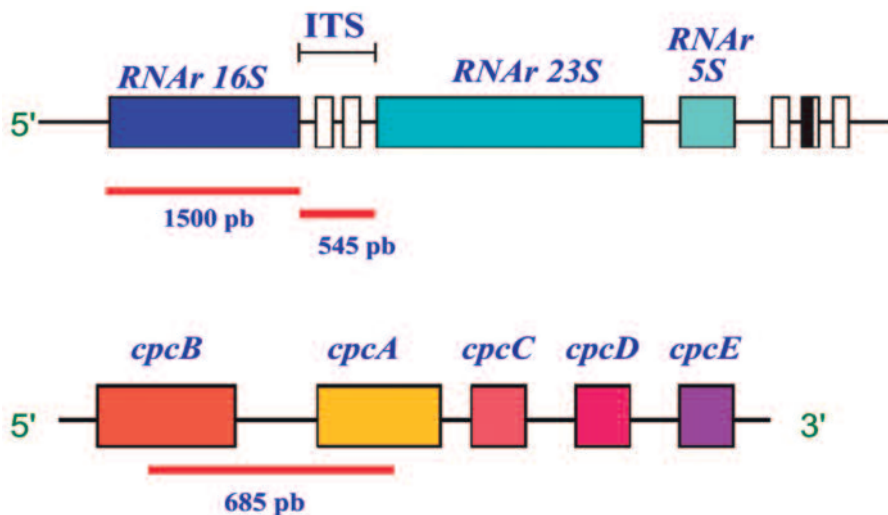 ITS
RNAr 16S
RNAr 23S
RNAr
5S
5'
1500 pb
545 pb
cpcB
cpcA
cpcC
cpcD
cpcE
5'
3'
685 pb